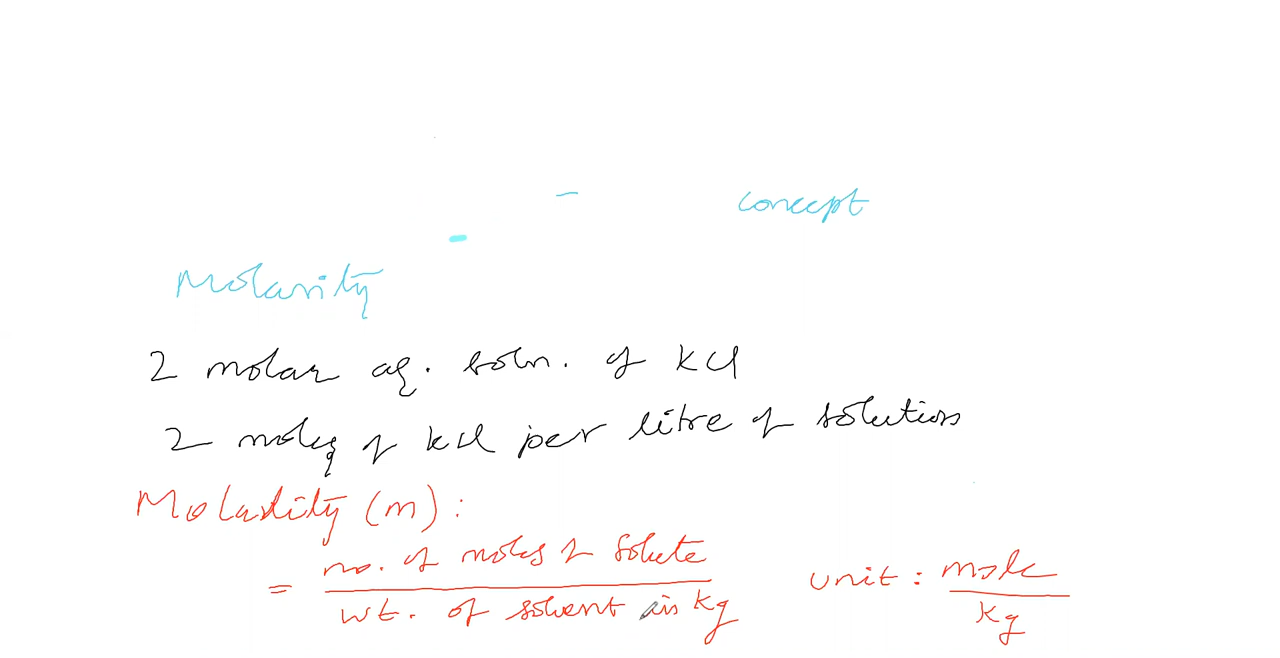 concept
Molarity
2 molar aq. soln. of KCl
2 moles of KCl per litre of solution
Molality (m) :
= no. of moles of solute
wt. of solvent in Kg
unit : mole
Kg